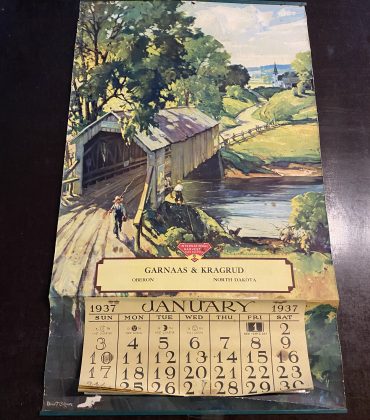 INTERNATIONAL
HARVESTER
GARNAAS & KRAGRUD
OBERON NORTH DAKOTA
1937 JANUARY 1937
SUN MON TUE WED THU FRI SAT
1 2
3 4 5 6 7 8 9
10 11 12 13 14 15 16
17 18 19 20 21 22 23
25 26 27 28 29 30